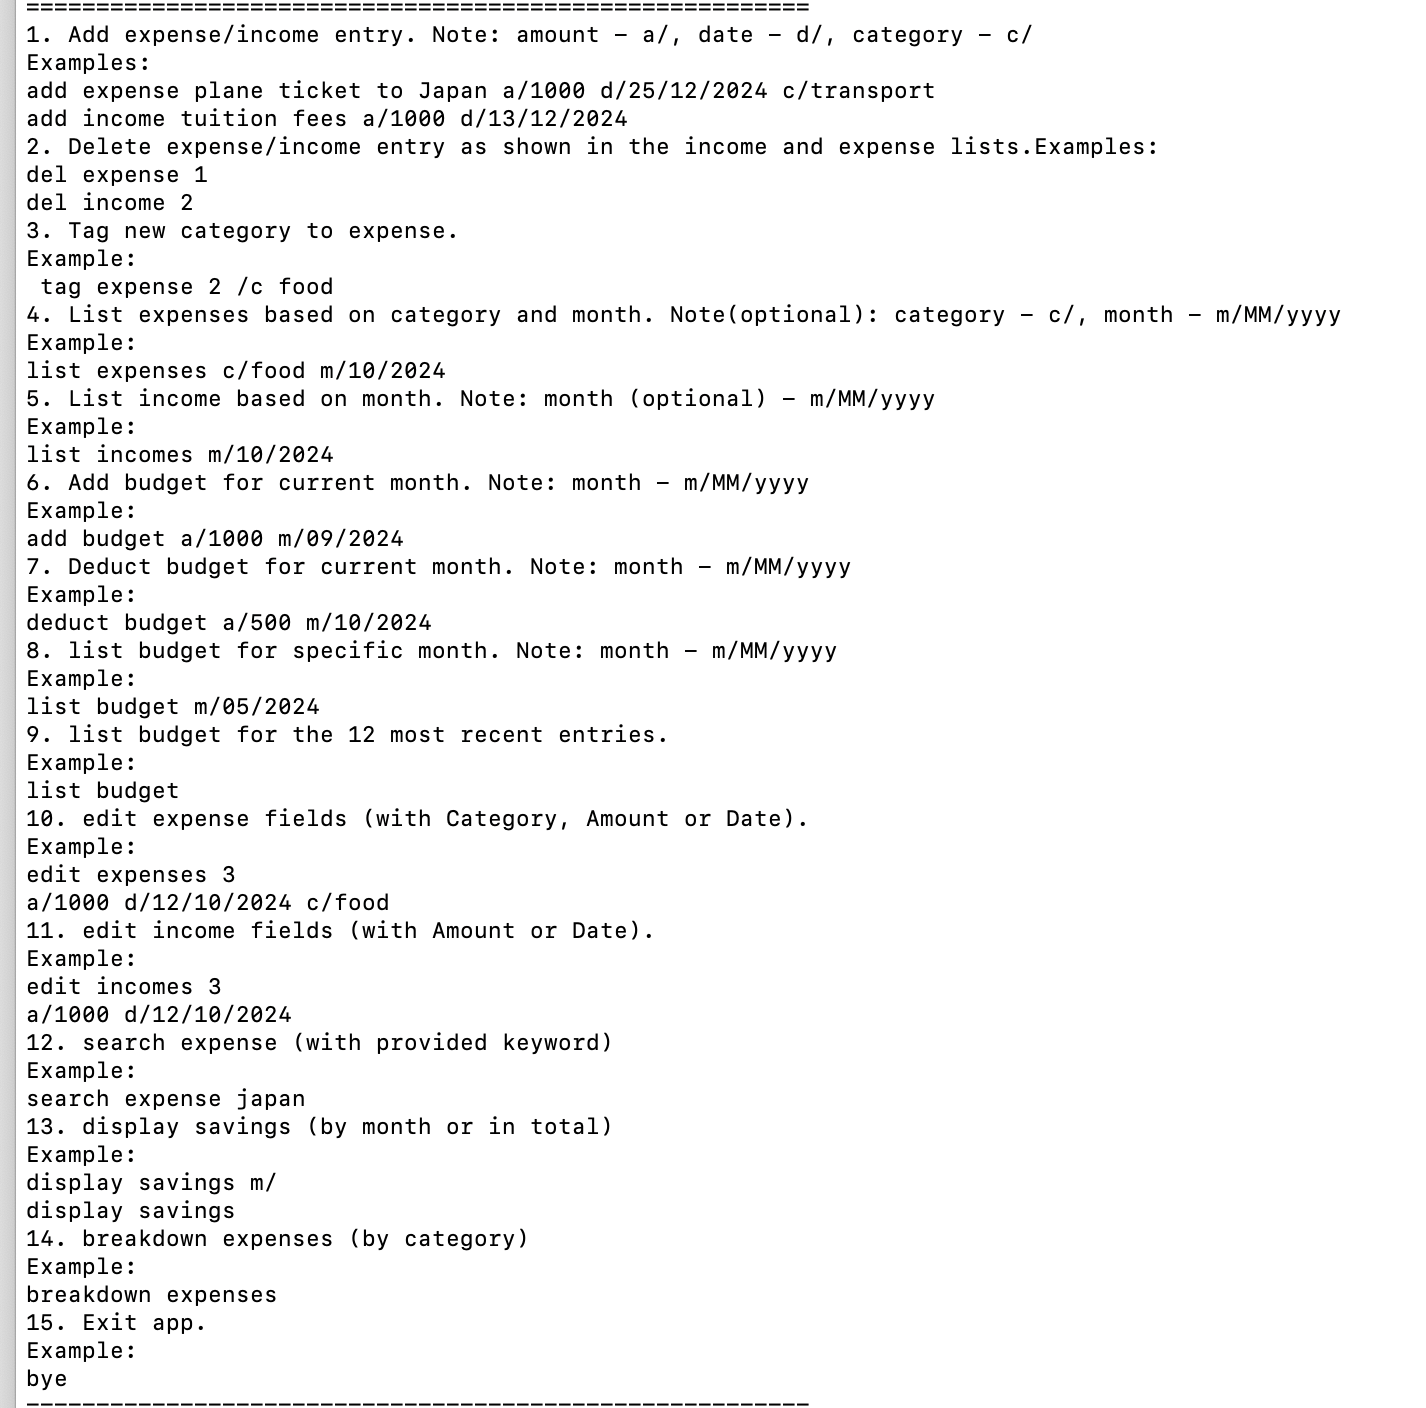 ========================================================
1. Add expense/income entry. Note: amount – a/, date – d/, category – c/
Examples:
add expense plane ticket to Japan a/1000 d/25/12/2024 c/transport
add income tuition fees a/1000 d/13/12/2024
2. Delete expense/income entry as shown in the income and expense lists.Examples:
del expense 1
del income 2
3. Tag new category to expense.
Example:
 tag expense 2 /c food
4. List expenses based on category and month. Note(optional): category – c/, month – m/MM/yyyy
Example:
list expenses c/food m/10/2024
5. List income based on month. Note: month (optional) – m/MM/yyyy
Example:
list incomes m/10/2024
6. Add budget for current month. Note: month – m/MM/yyyy
Example:
add budget a/1000 m/09/2024
7. Deduct budget for current month. Note: month – m/MM/yyyy
Example:
deduct budget a/500 m/10/2024
8. list budget for specific month. Note: month – m/MM/yyyy
Example:
list budget m/05/2024
9. list budget for the 12 most recent entries.
Example:
list budget
10. edit expense fields (with Category, Amount or Date).
Example:
edit expenses 3
a/1000 d/12/10/2024 c/food
11. edit income fields (with Amount or Date).
Example:
edit incomes 3
a/1000 d/12/10/2024
12. search expense (with provided keyword)
Example:
search expense japan
13. display savings (by month or in total)
Example:
display savings m/
display savings
14. breakdown expenses (by category)
Example:
breakdown expenses
15. Exit app.
Example:
bye
--------------------------------------------------------